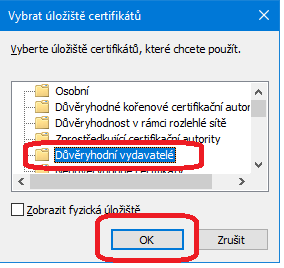 Vybrat úložiště certifikátů
Vyberte úložiště certifikátů, které chcete použít.
Osobní
Důvěryhodné kořenové certifikační autor
Důvěryhodnost v rámci rozlehlé sítě
Zprostředkující certifikační autority
Důvěryhodní vydavatelé
Zobrazit fyzická úložiště
OK
Zrušit